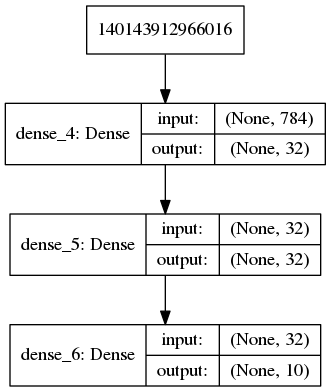 140143912966016
dense_4: Dense
input:
(None, 784)
output:
(None, 32)
dense_5: Dense
input:
(None, 32)
output:
(None, 32)
dense_6: Dense
input:
(None, 32)
output:
(None, 10)